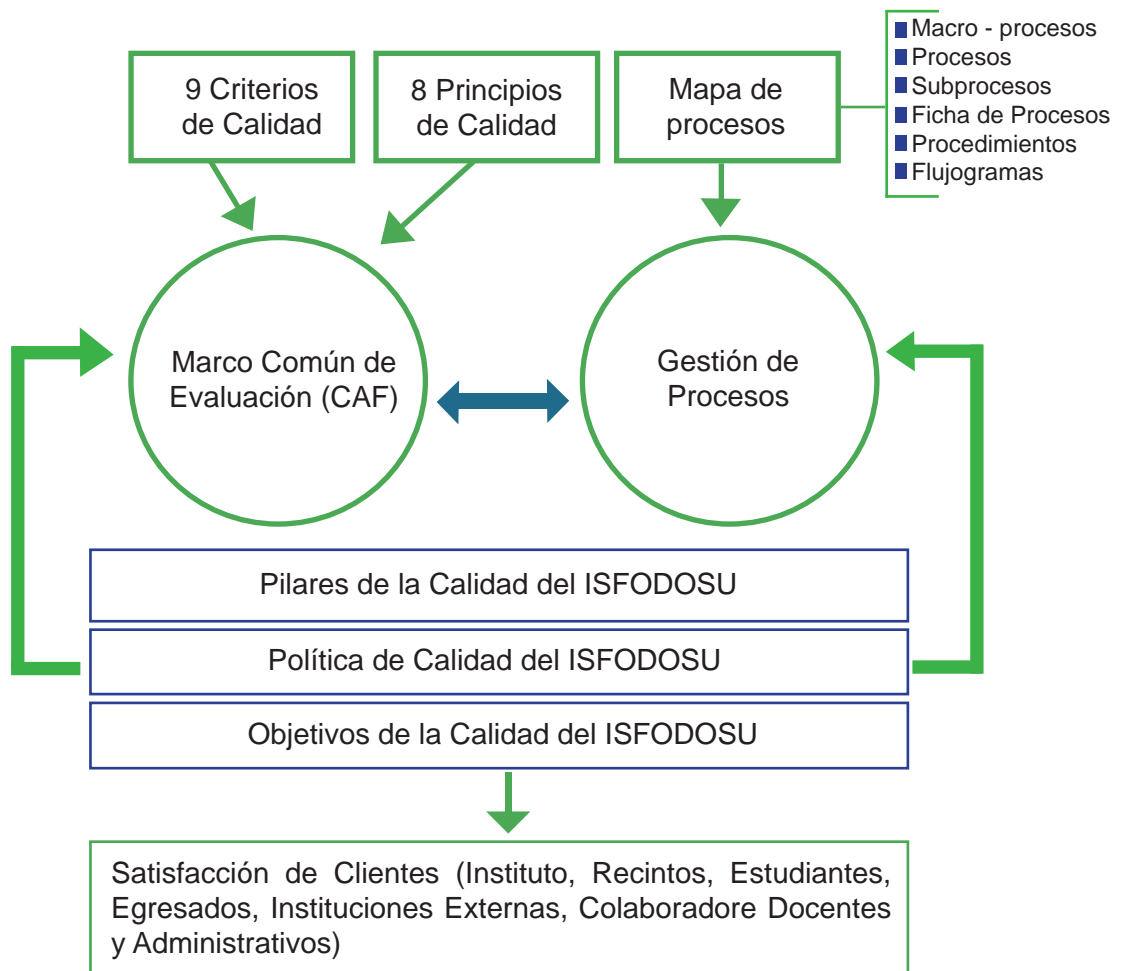 9 Criterios
de Calidad
8 Principios
de Calidad
Mapa de
procesos
Macro - procesos
Procesos
Subprocesos
Ficha de Procesos
Procedimientos
Flujogramas
Marco Común de
Evaluación (CAF)
Gestión de
Procesos
Pilares de la Calidad del ISFODOSU
Política de Calidad del ISFODOSU
Objetivos de la Calidad del ISFODOSU
Satisfacción de Clientes (Instituto, Recintos, Estudiantes,
Egresados, Instituciones Externas, Colaboradore Docentes
y Administrativos)